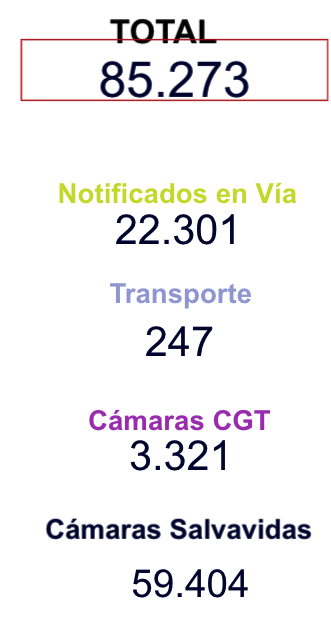 TOTAL
85.273
Notificados en Vía
22.301
Transporte
247
Cámaras CGT
3.321
Cámaras Salvavidas
59.404